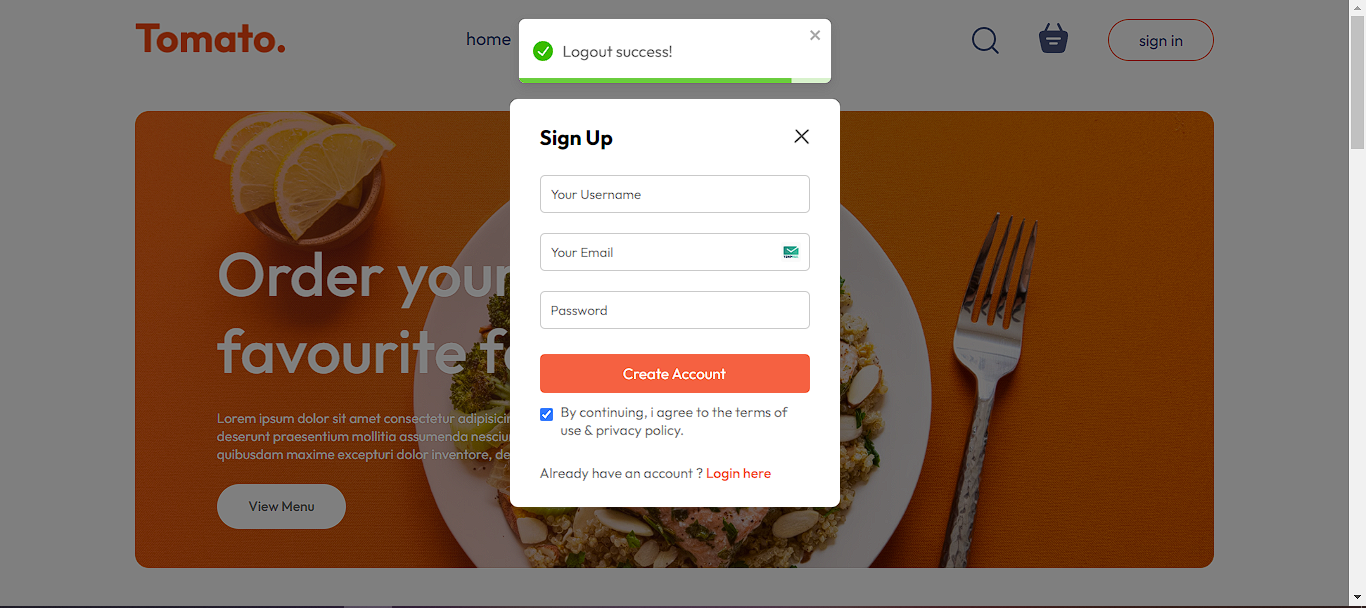 Tomato.
home
sign in
Logout success!
Sign Up
Your Username
Your Email
Password
Create Account
By continuing, i agree to the terms of
use & privacy policy.
Already have an account ? Login here
Order your
favourite f
Lorem ipsum dolor sit amet consectetur adipisicin
deserunt praesentium mollitia assumenda nesciun
quibusdam maxime excepturi dolor inventore, de
View Menu